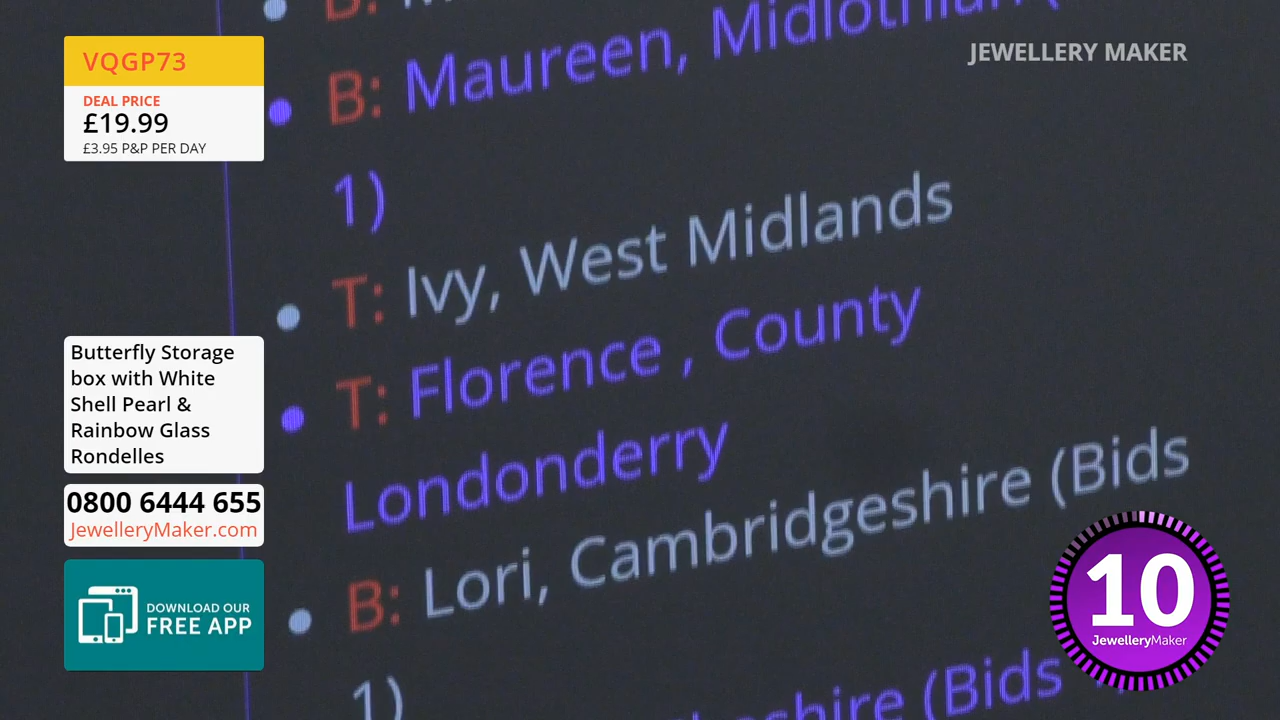 VQGP73
DEAL PRICE
£19.99
£3.95 P&P PER DAY
JEWELLERY MAKER
B: Maureen, Midlothian (
1)
T: Ivy, West Midlands
T: Florence , County
Londonderry
B: Lori, Cambridgeshire (Bids
1)
(Bids
Butterfly Storage
box with White
Shell Pearl &
Rainbow Glass
Rondelles
0800 6444 655
JewelleryMaker.com
DOWNLOAD OUR
FREE APP
10
JewelleryMaker